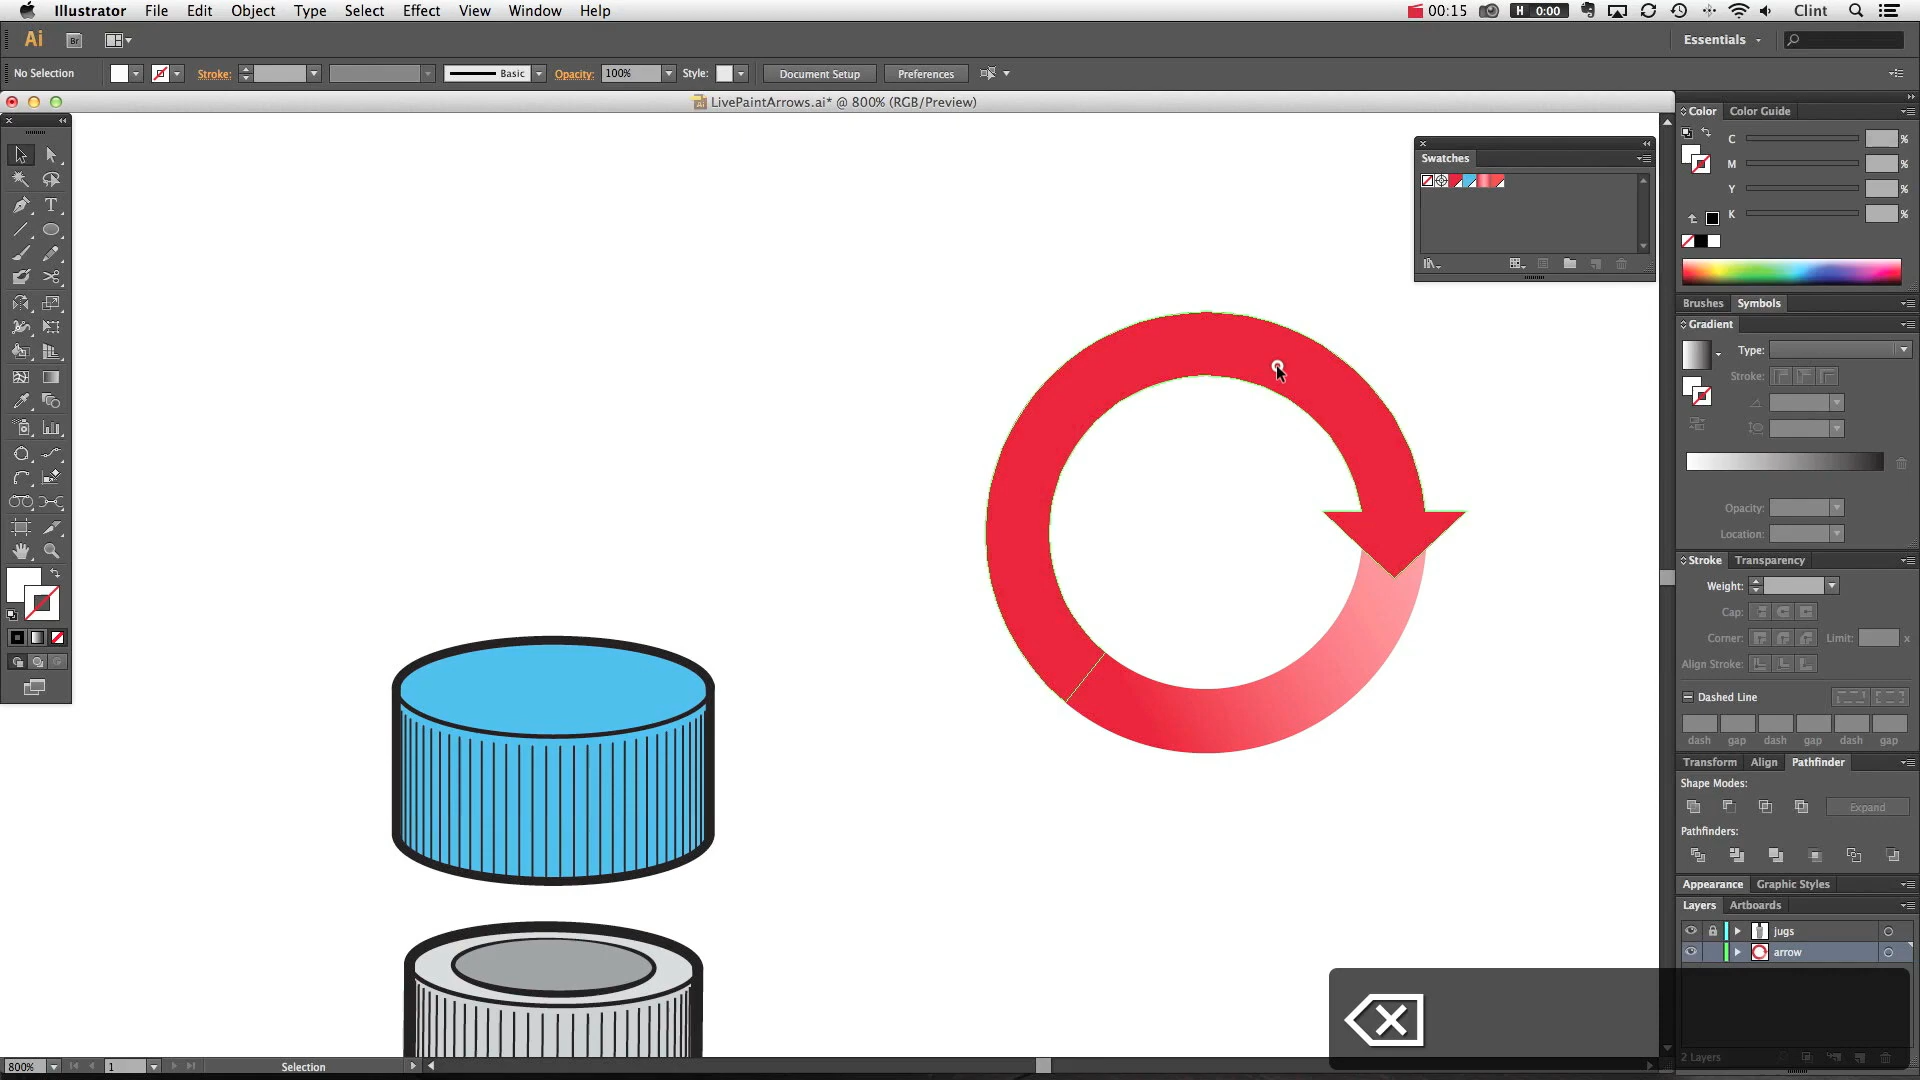 Illustrator File Edit Object Type Select Effect View Window Help 00:15 H 0:00 Clint
Ai Br Essentials
No Selection Stroke: Basic Opacity: 100% Style: Document Setup Preferences
LivePaintArrows.ai* @ 800% (RGB/Preview)
Swatches
Color Color Guide
C %
M %
Y %
K %
Brushes Symbols
Gradient
Type:
Stroke:
Opacity:
Location:
Stroke Transparency
Weight:
Cap:
Corner: Limit: x
Align Stroke:
Dashed Line
dash gap dash gap dash gap
Transform Align Pathfinder
Shape Modes:
Expand
Pathfinders:
Appearance Graphic Styles
Layers Artboards
jugs
arrow
2 Layers
800% 1 Selection